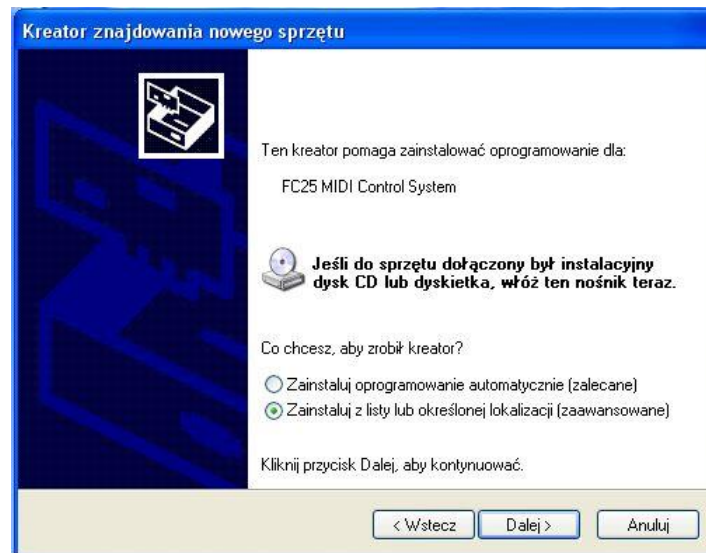 Kreator znajdowania nowego sprzętu
Ten kreator pomaga zainstalować oprogramowanie dla:
FC25 MIDI Control System
Jeśli do sprzętu dołączony był instalacyjny
dysk CD lub dyskietka, włóż ten nośnik teraz.
Co chcesz, aby zrobił kreator?
Zainstaluj oprogramowanie automatycznie (zalecane)
Zainstaluj z listy lub określonej lokalizacji (zaawansowane)
Kliknij przycisk Dalej, aby kontynuować.
< Wstecz Dalej > Anuluj